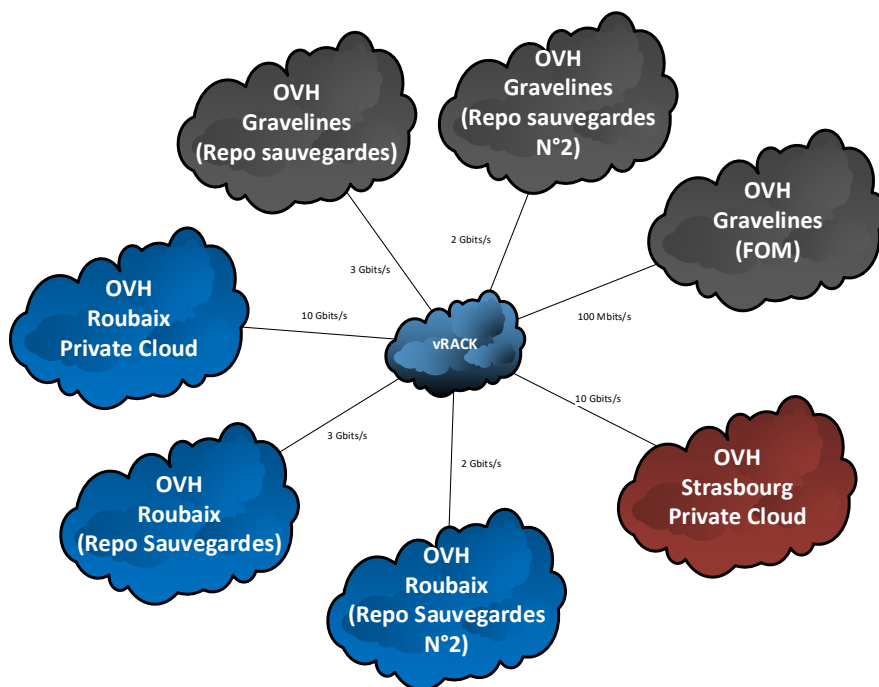 OVH
Gravelines
(Repo sauvegardes)
OVH
Gravelines
(Repo sauvegardes
N°2)
OVH
Gravelines
(FOM)
2 Gbits/s
3 Gbits/s
100 Mbits/s
OVH
Roubaix
Private Cloud
10 Gbits/s
vRACK
10 Gbits/s
3 Gbits/s
2 Gbits/s
OVH
Strasbourg
Private Cloud
OVH
Roubaix
(Repo Sauvegardes)
OVH
Roubaix
(Repo Sauvegardes
N°2)